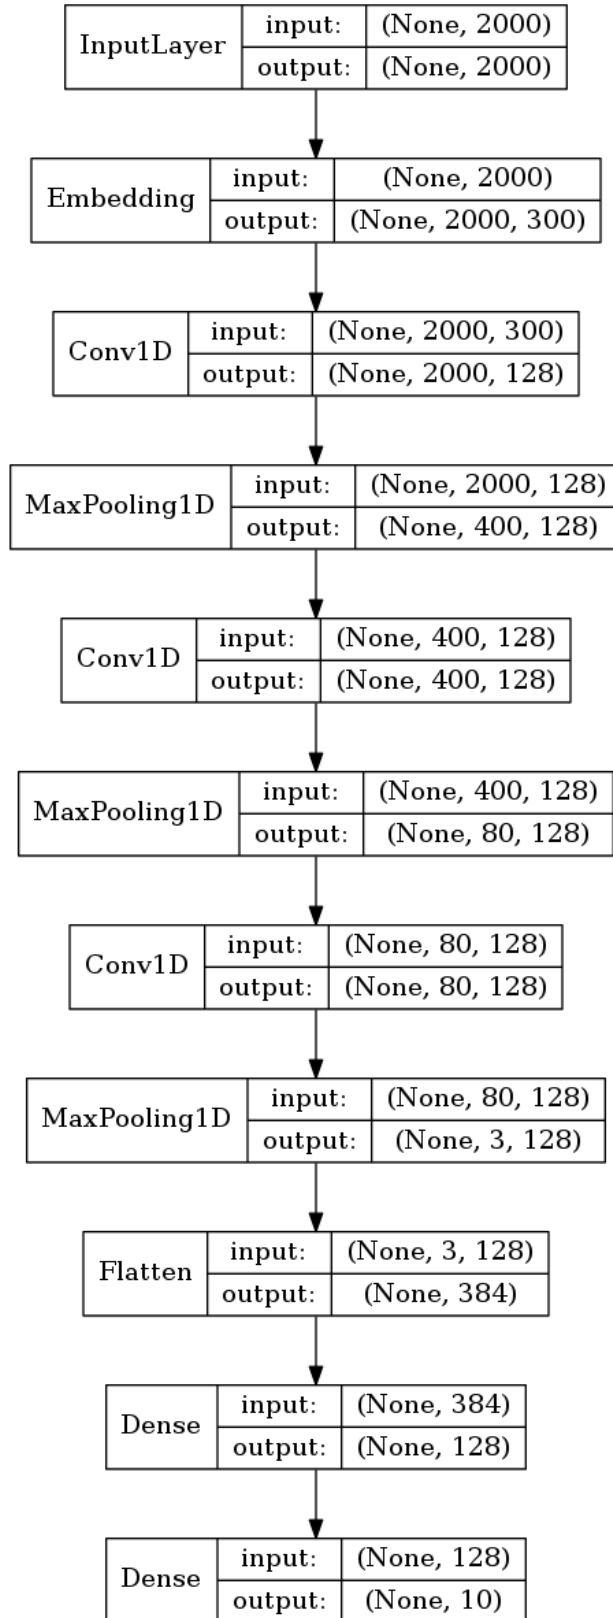 InputLayer
input: (None, 2000)
output: (None, 2000)
Embedding
input: (None, 2000)
output: (None, 2000, 300)
Conv1D
input: (None, 2000, 300)
output: (None, 2000, 128)
MaxPooling1D
input: (None, 2000, 128)
output: (None, 400, 128)
Conv1D
input: (None, 400, 128)
output: (None, 400, 128)
MaxPooling1D
input: (None, 400, 128)
output: (None, 80, 128)
Conv1D
input: (None, 80, 128)
output: (None, 80, 128)
MaxPooling1D
input: (None, 80, 128)
output: (None, 3, 128)
Flatten
input: (None, 3, 128)
output: (None, 384)
Dense
input: (None, 384)
output: (None, 128)
Dense
input: (None, 128)
output: (None, 10)